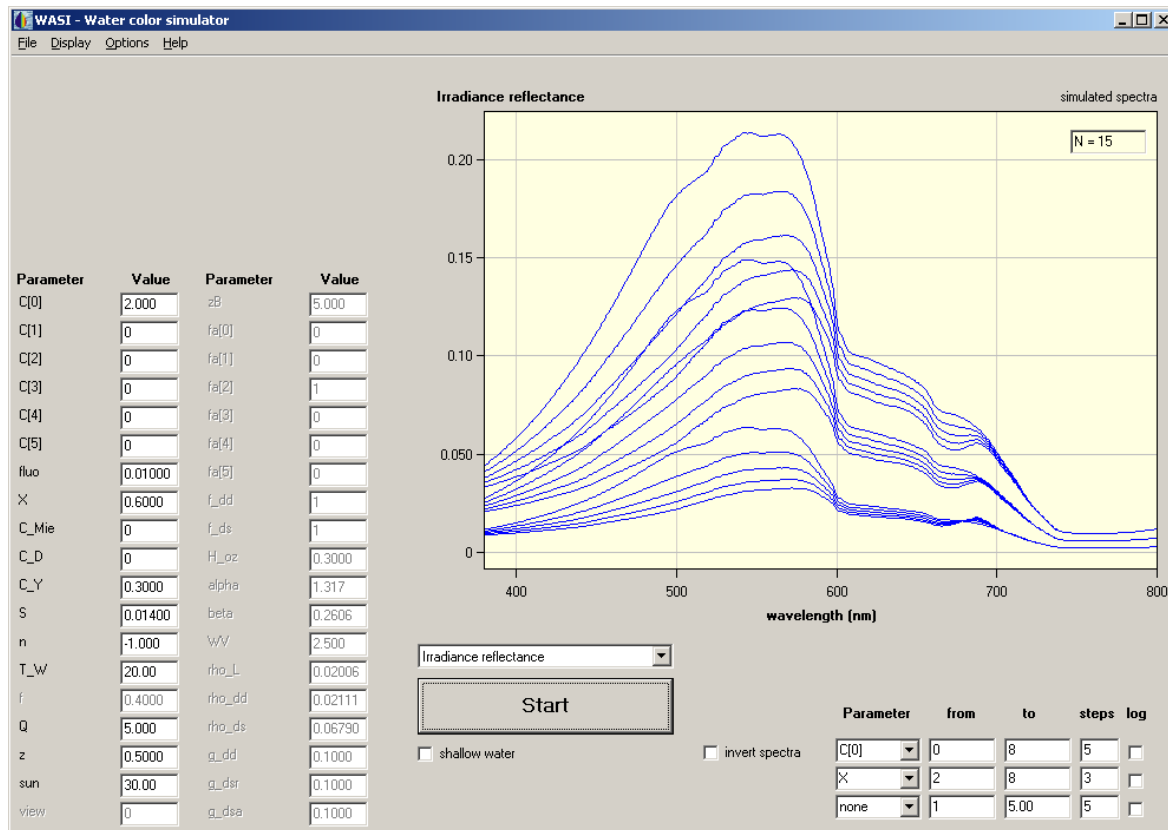 WASI - Water color simulator
File Display Options Help
Irradiance reflectance simulated spectra
N = 15
0.20
0.15
0.10
0.050
0
400 500 600 700 800
wavelength (nm)
Parameter Value Parameter Value
C[0] 2.000 zB 5.000
C[1] 0 fa[0] 0
C[2] 0 fa[1] 0
C[3] 0 fa[2] 1
C[4] 0 fa[3] 0
C[5] 0 fa[4] 0
fluo 0.01000 fa[5] 0
X 0.6000 f_dd 1
C_Mie 0 f_ds 1
C_D 0 H_oz 0.3000
C_Y 0.3000 alpha 1.317
S 0.01400 beta 0.2606
n -1.000 WV 2.500
T_W 20.00 rho_L 0.02006
f 0.4000 rho_dd 0.02111
Q 5.000 rho_ds 0.06790
z 0.5000 g_dd 0.1000
sun 30.00 g_dsr 0.1000
view 0 g_dsa 0.1000
Irradiance reflectance
Start
shallow water invert spectra
Parameter from to steps log
C[0] 0 8 5
X 2 8 3
none 1 5.00 5